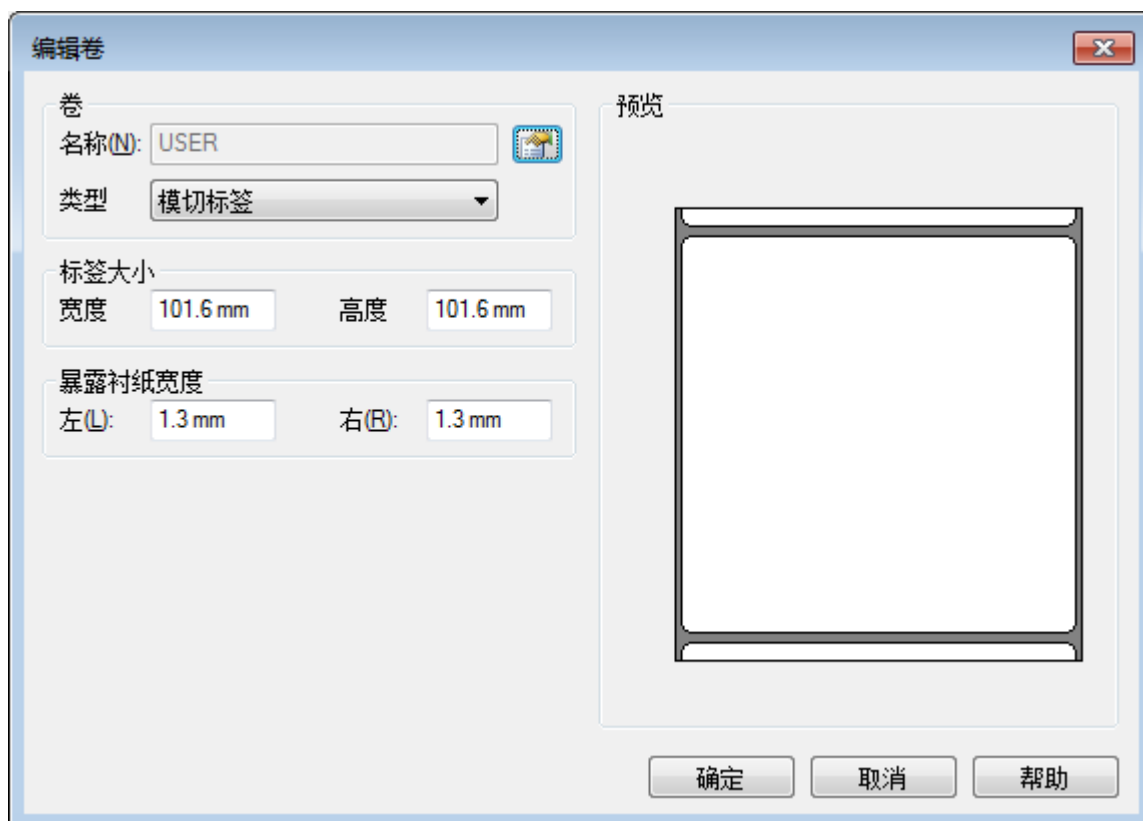 编辑卷
卷
名称(N): USER
类型 模切标签
标签大小
宽度 101.6 mm 高度 101.6 mm
暴露衬纸宽度
左(L): 1.3 mm 右(R): 1.3 mm
预览
确定 取消 帮助